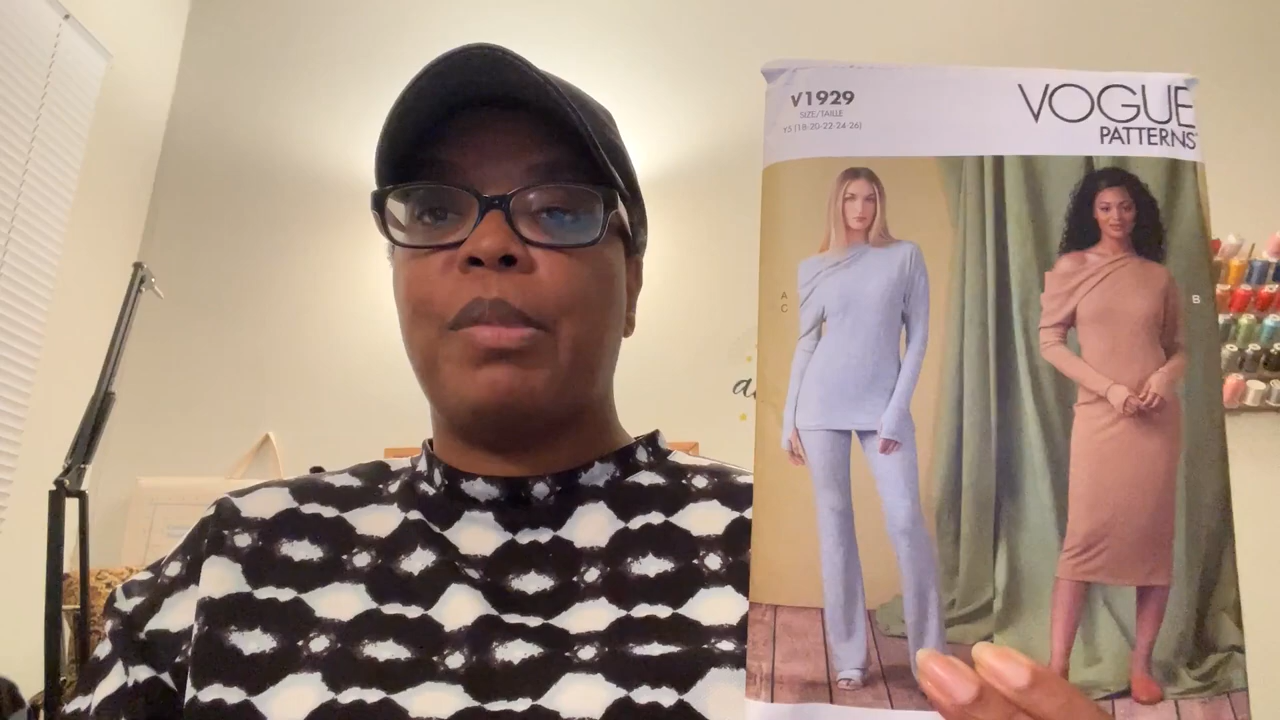 V1929
SIZE/TAILLE
Y5 (18-20-22-24-26)
VOGUE
PATTERNS
A
C
B